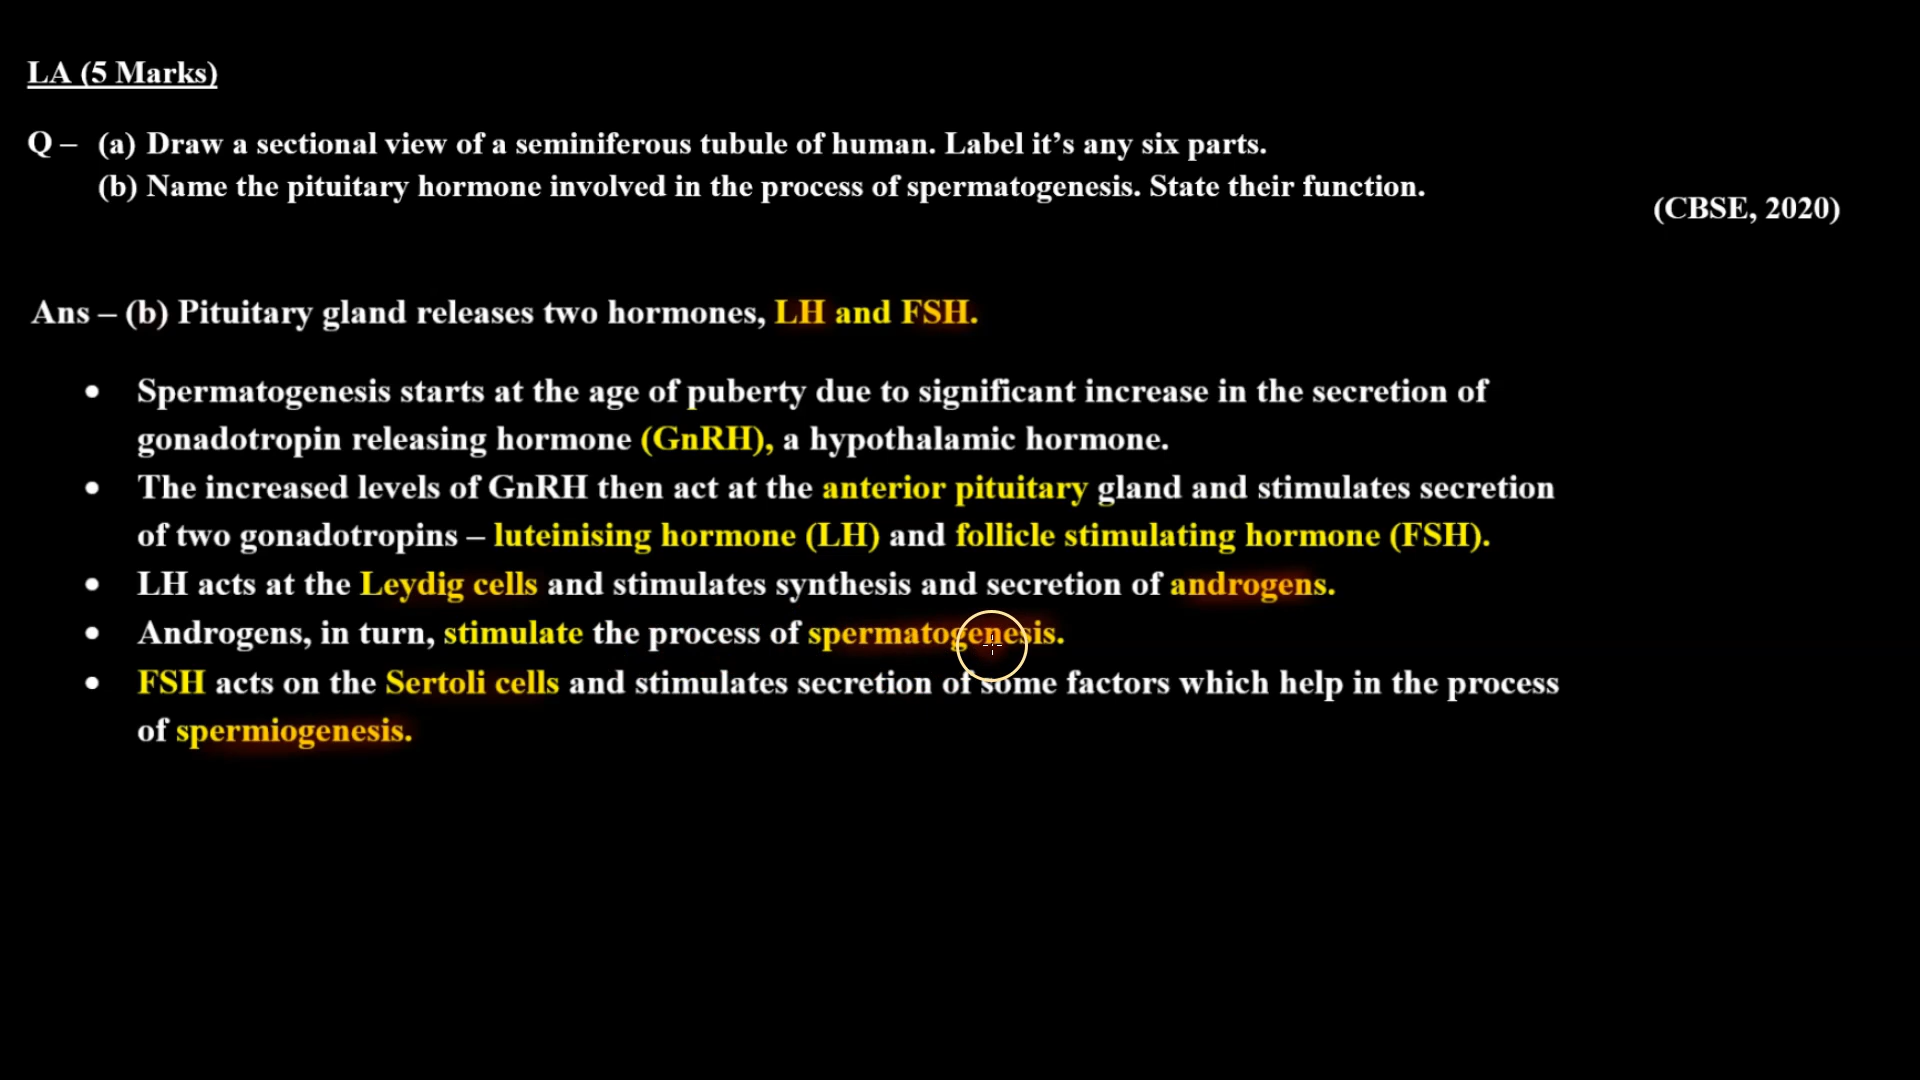 LA (5 Marks)
Q – (a) Draw a sectional view of a seminiferous tubule of human. Label it’s any six parts.
(b) Name the pituitary hormone involved in the process of spermatogenesis. State their function.
(CBSE, 2020)
Ans – (b) Pituitary gland releases two hormones, LH and FSH.
• Spermatogenesis starts at the age of puberty due to significant increase in the secretion of
gonadotropin releasing hormone (GnRH), a hypothalamic hormone.
• The increased levels of GnRH then act at the anterior pituitary gland and stimulates secretion
of two gonadotropins – luteinising hormone (LH) and follicle stimulating hormone (FSH).
• LH acts at the Leydig cells and stimulates synthesis and secretion of androgens.
• Androgens, in turn, stimulate the process of spermatogenesis.
• FSH acts on the Sertoli cells and stimulates secretion of some factors which help in the process
of spermiogenesis.